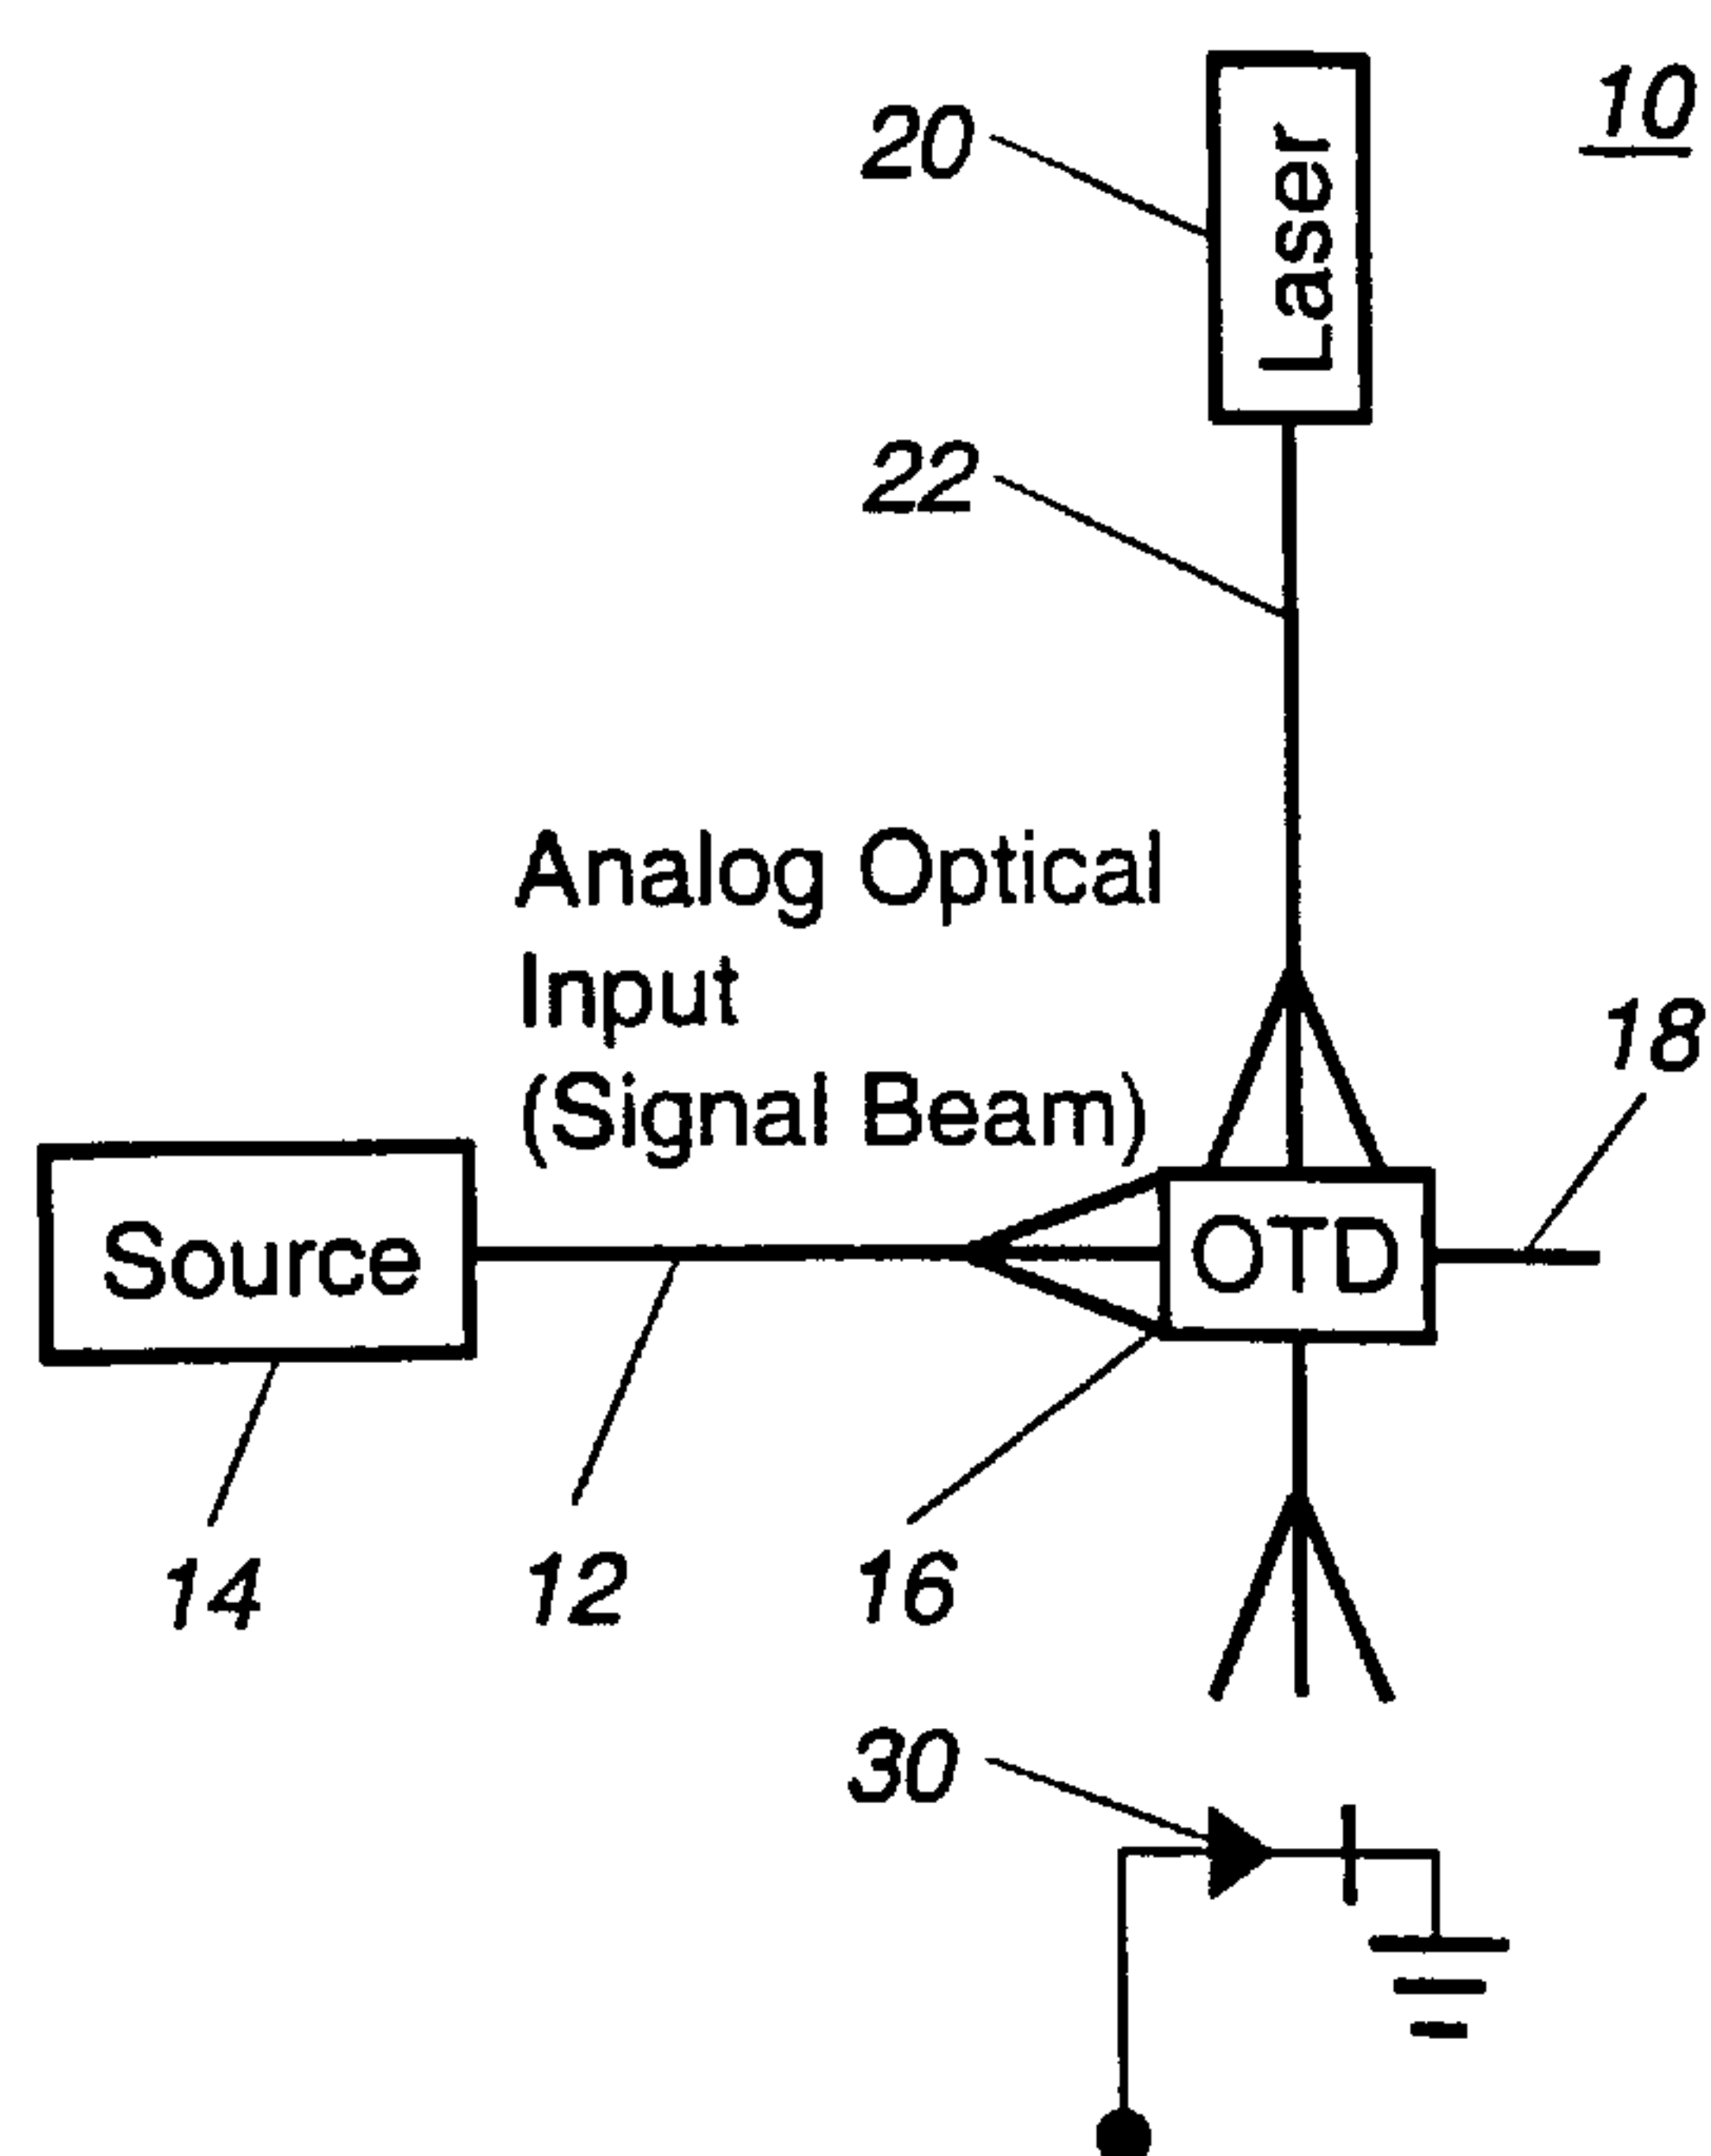 10
20
Laser
22
Analog Optical
Input
(Signal Beam)
18
Source
OTD
14
12
16
30